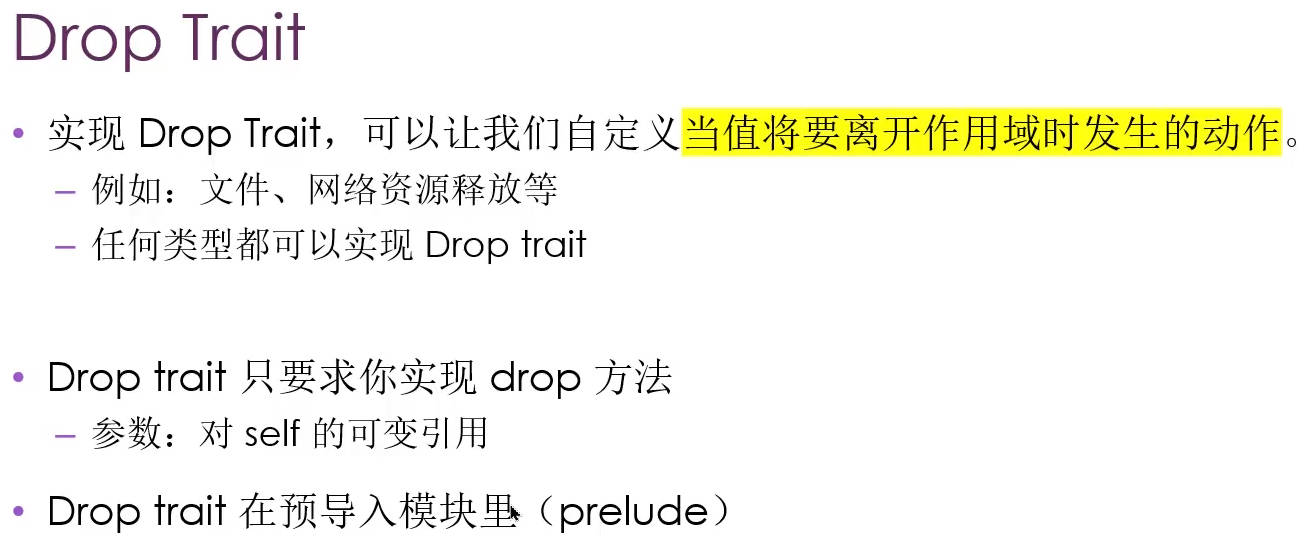 Drop Trait
• 实现 Drop Trait，可以让我们自定义当值将要离开作用域时发生的动作。
– 例如：文件、网络资源释放等
– 任何类型都可以实现 Drop trait
• Drop trait 只要求你实现 drop 方法
– 参数：对 self 的可变引用
• Drop trait 在预导入模块里（prelude）